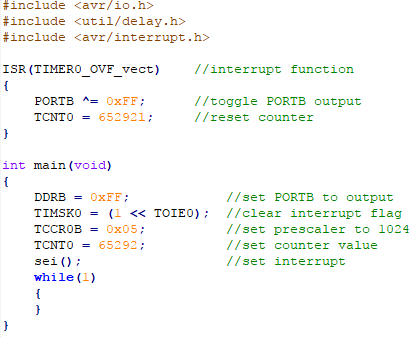 #include <avr/io.h>
#include <util/delay.h>
#include <avr/interrupt.h>
ISR(TIMER0_OVF_vect) //interrupt function
{
PORTB ^= 0xFF; //toggle PORTB output
TCNT0 = 652921; //reset counter
}
int main(void)
{
DDRB = 0xFF; //set PORTB to output
TIMSK0 = (1 << TOIE0); //clear interrupt flag
TCCR0B = 0x05; //set prescaler to 1024
TCNT0 = 65292; //set counter value
sei(); //set interrupt
while(1)
{
}
}